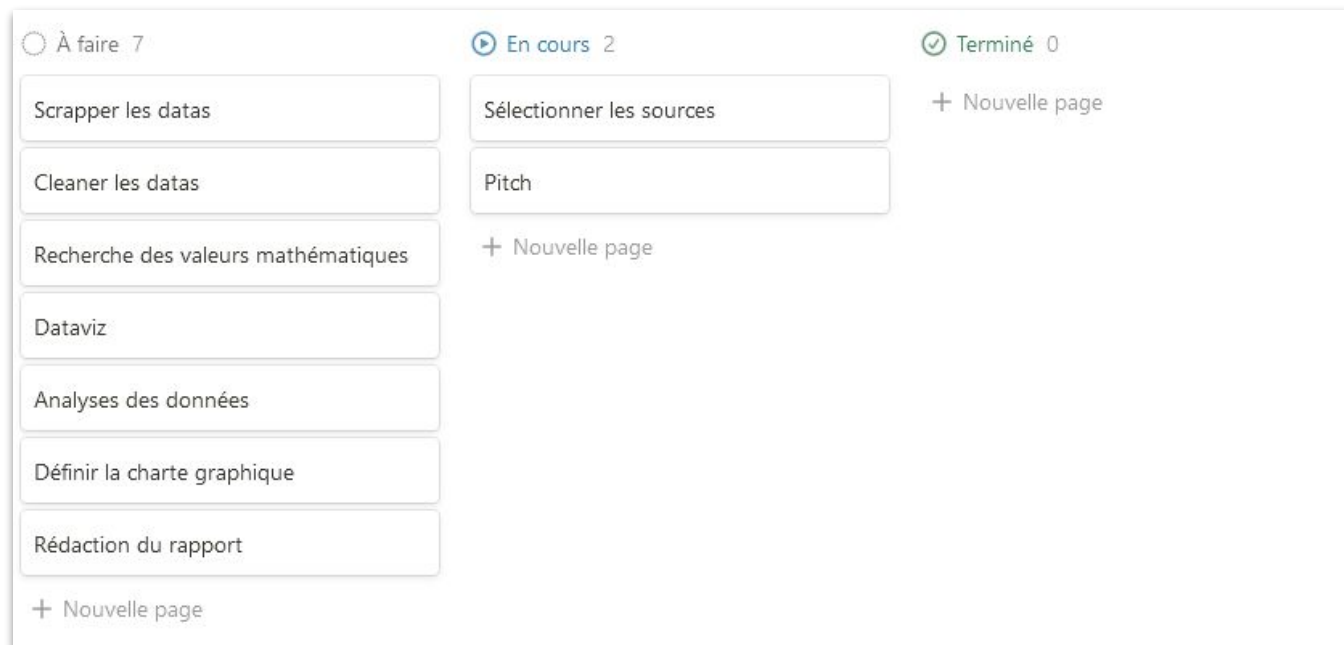 À faire 7
Scrapper les datas
Cleaner les datas
Recherche des valeurs mathématiques
Dataviz
Analyses des données
Définir la charte graphique
Rédaction du rapport
+ Nouvelle page
En cours 2
Sélectionner les sources
Pitch
+ Nouvelle page
Terminé 0
+ Nouvelle page